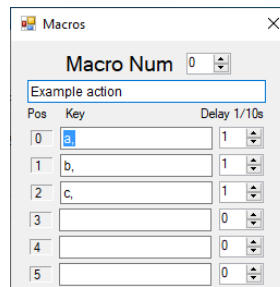 Macros
Macro Num 0
Example action
Pos Key Delay 1/10s
0 a, 1
1 b, 1
2 c, 1
3 0
4 0
5 0